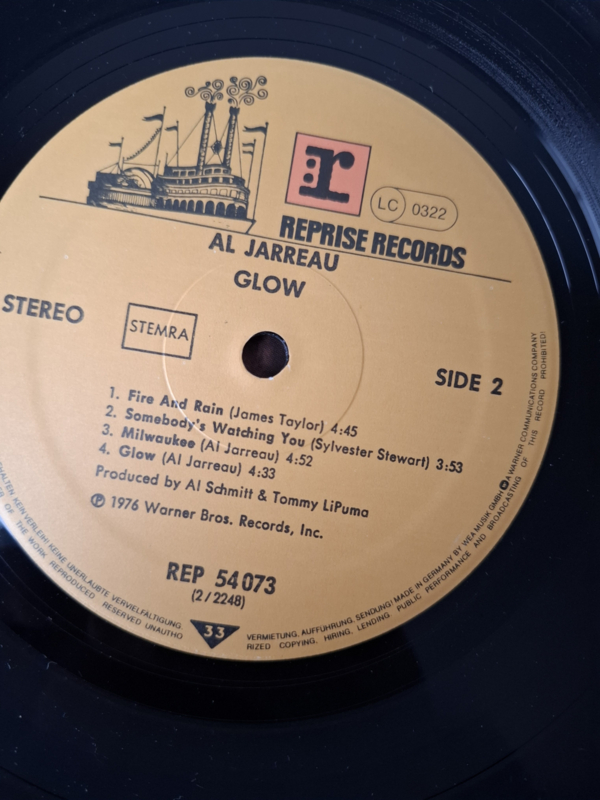 r
LC 0322
REPRISE RECORDS
AL JARREAU
GLOW
STEREO
STEMRA
SIDE 2
1. Fire And Rain (James Taylor) 4:45
2. Somebody's Watching You (Sylvester Stewart) 3:53
3. Milwaukee (Al Jarreau) 4:52
4. Glow (Al Jarreau) 4:33
Produced by Al Schmitt & Tommy LiPuma
℗ 1976 Warner Bros. Records, Inc.
REP 54 073
(2/2248)
33
KEIN VERLEIH! KEINE UNERLAUBTE VERVIELFÄLTIGUNG
OF THE WORK REPRODUCED RESERVED UNAUTHO
VERMIETUNG, AUFFÜHRUNG, SENDUNG! MADE IN GERMANY BY WEA MUSIK GMBH A WARNER COMMUNICATIONS COMPANY
RIZED COPYING, HIRING, LENDING PUBLIC PERFORMANCE AND BROADCASTING OF THIS RECORD PROHIBITED!